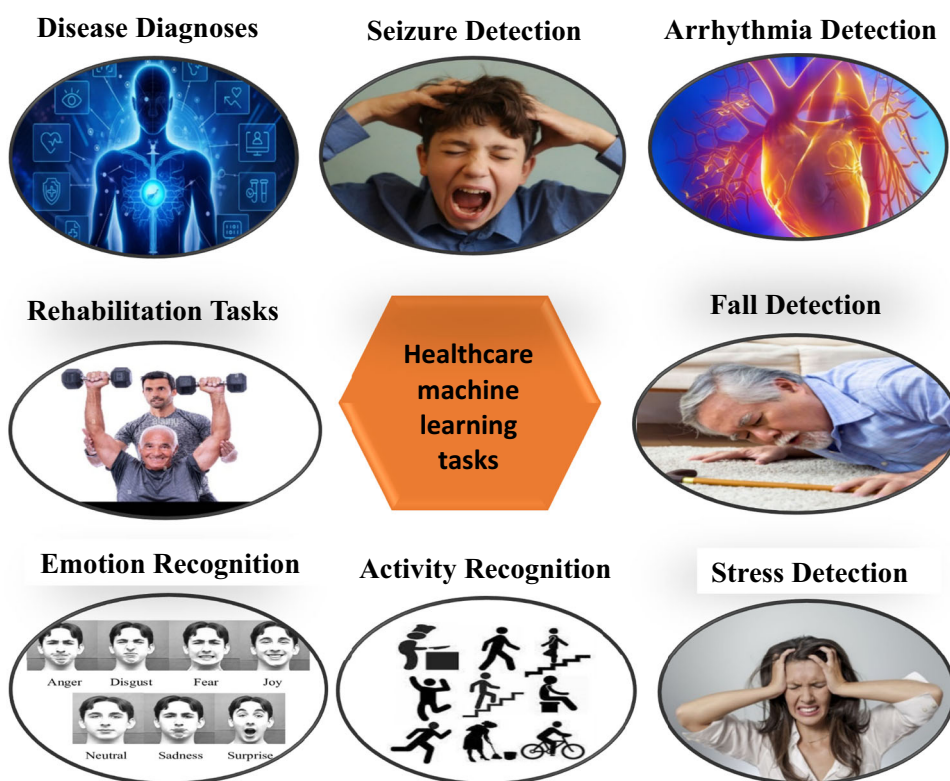 Disease Diagnoses
Seizure Detection
Arrhythmia Detection
Rehabilitation Tasks
Healthcare
machine
learning
tasks
Fall Detection
Emotion Recognition
Activity Recognition
Stress Detection
Anger Disgust Fear Joy
Neutral Sadness Surprise